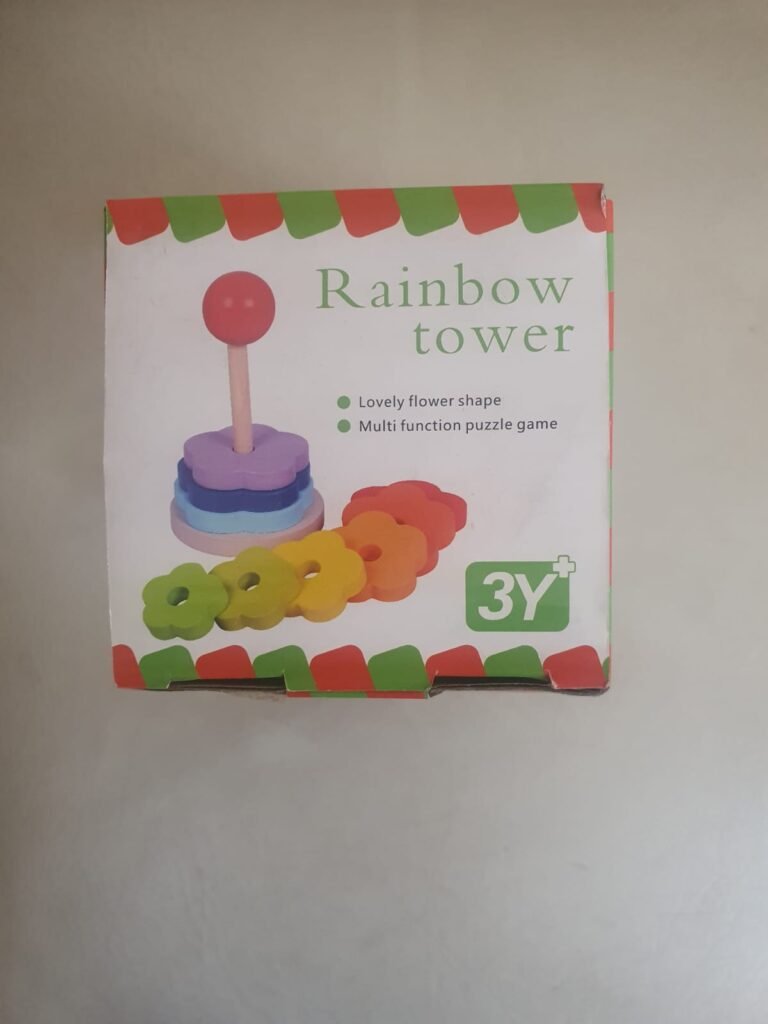 Rainbow
tower
Lovely flower shape
Multi function puzzle game
3Y+